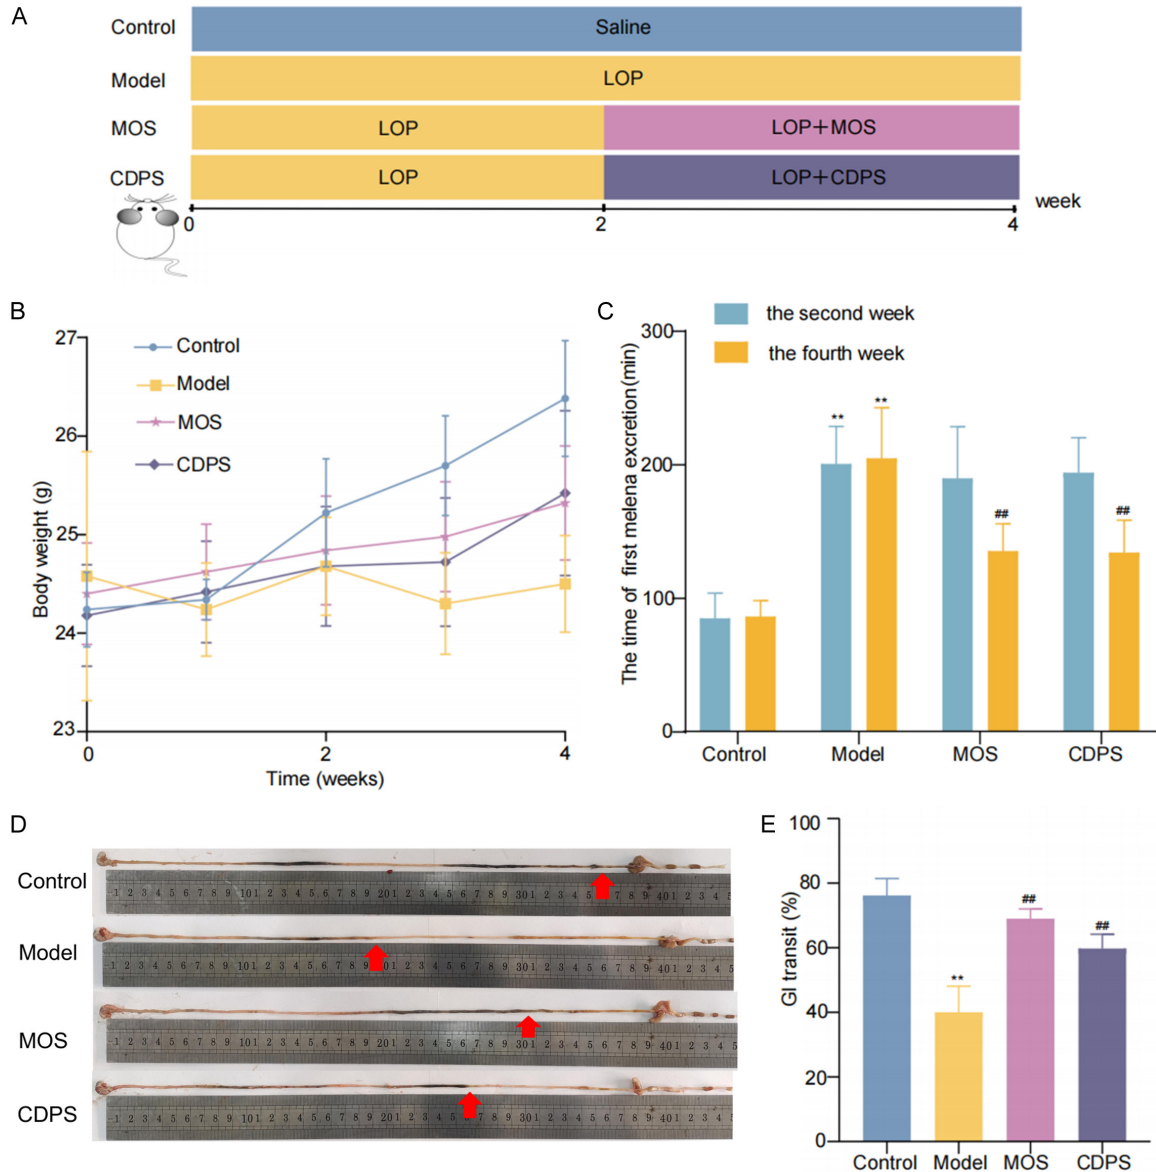 A
Control
Saline
Model
LOP
MOS
LOP
LOP+MOS
CDPS
LOP
LOP+CDPS
0
2
4
week
B
27
26
25
24
23
Body weight (g)
Control
Model
MOS
CDPS
0
2
4
Time (weeks)
C
the second week
the fourth week
300
200
100
0
The time of first melena excretion(min)
**
**
##
##
Control
Model
MOS
CDPS
D
Control
Model
MOS
CDPS
E
100
80
60
40
20
0
GI transit (%)
**
##
##
Control
Model
MOS
CDPS